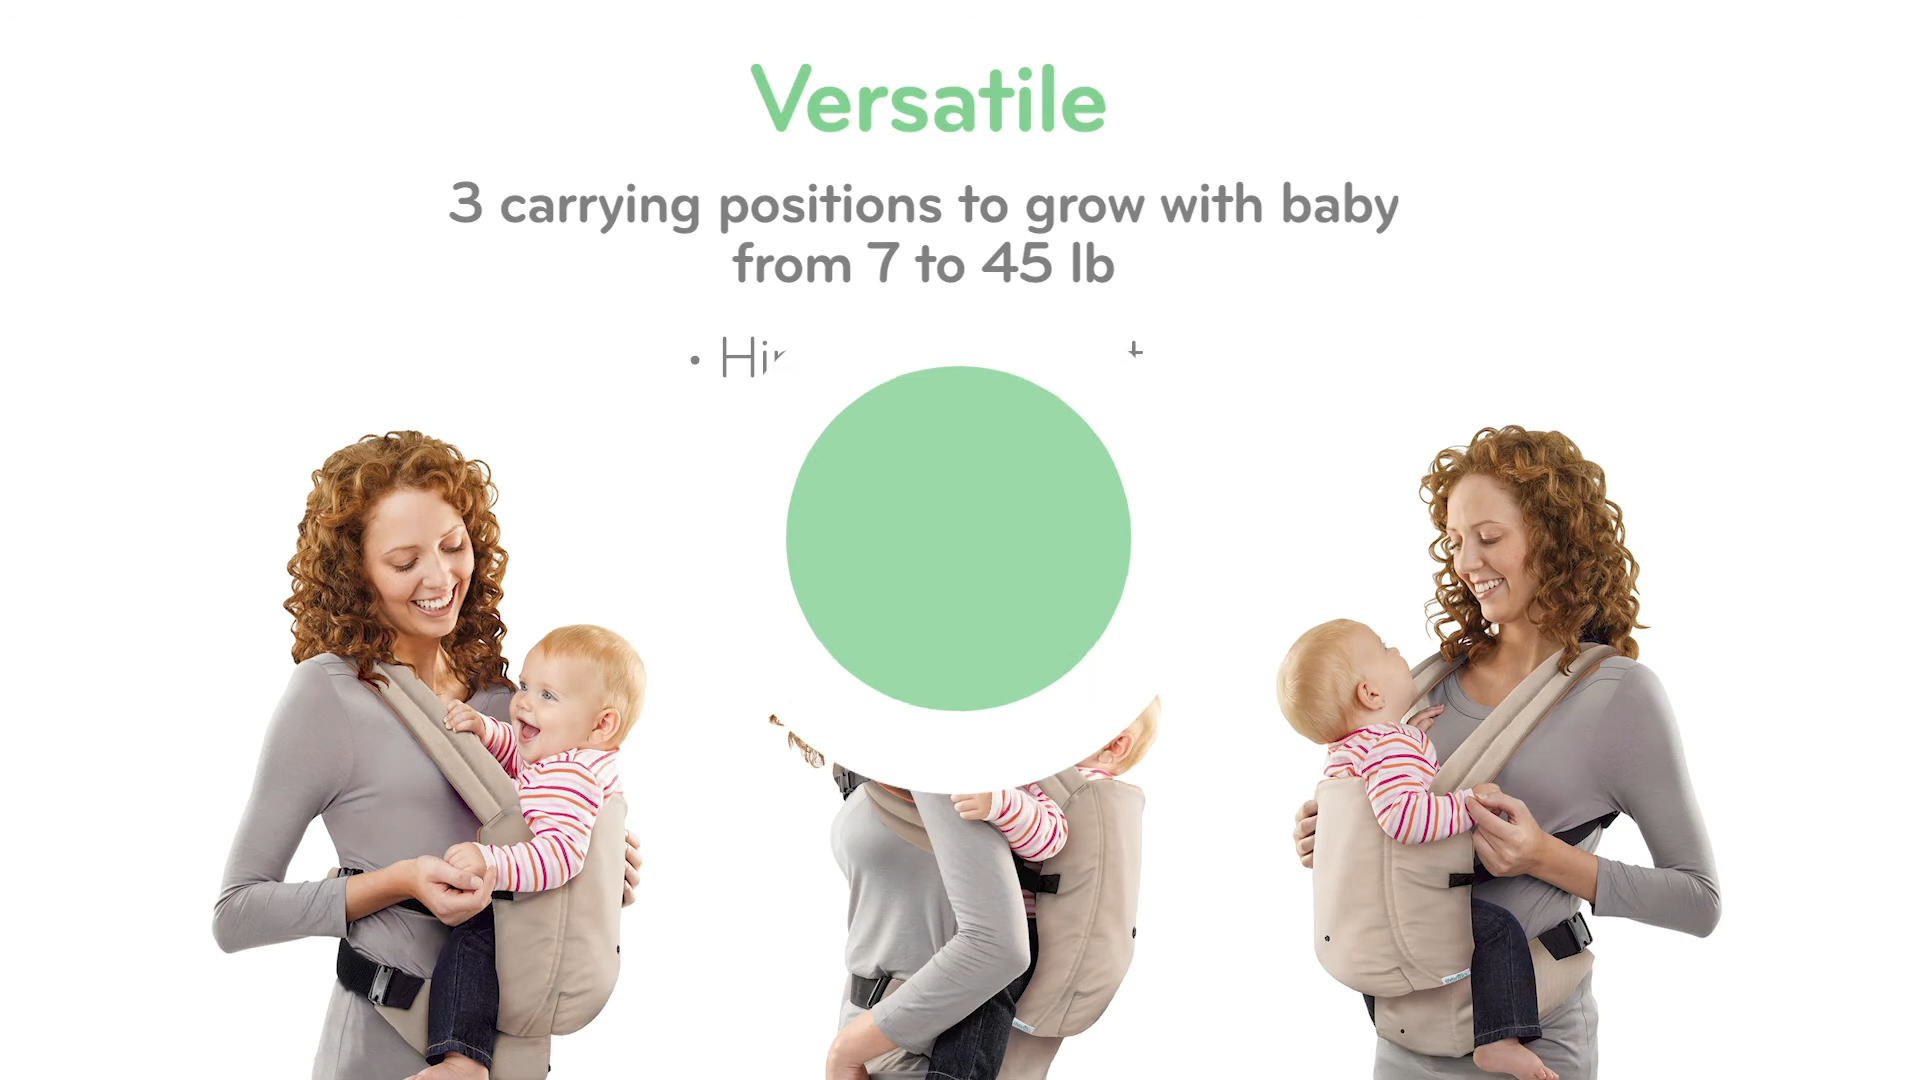 Versatile
3 carrying positions to grow with baby
from 7 to 45 lb